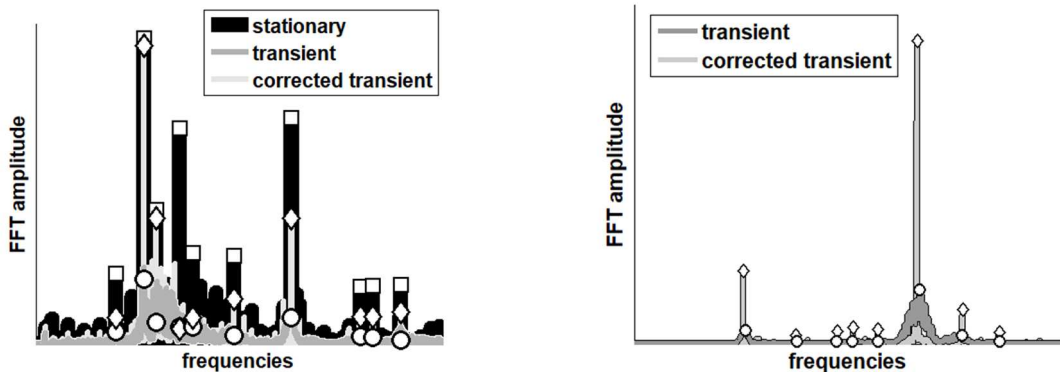 stationary
transient
corrected transient
FFT amplitude
frequencies
transient
corrected transient
FFT amplitude
frequencies